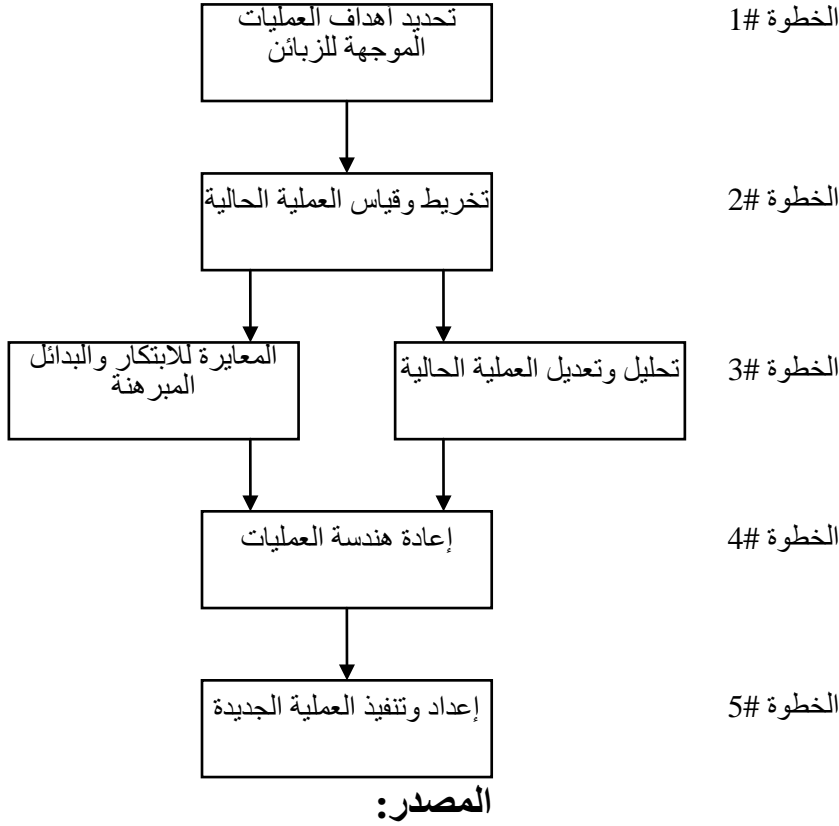 الخطوة #1
تحديد أهداف العمليات
الموجهة للزبائن
الخطوة #2
تخريط وقياس العملية الحالية
الخطوة #3
تحليل وتعديل العملية الحالية
المعايرة للابتكار والبدائل
المبرهنة
الخطوة #4
إعادة هندسة العمليات
الخطوة #5
إعداد وتنفيذ العملية الجديدة
المصدر: